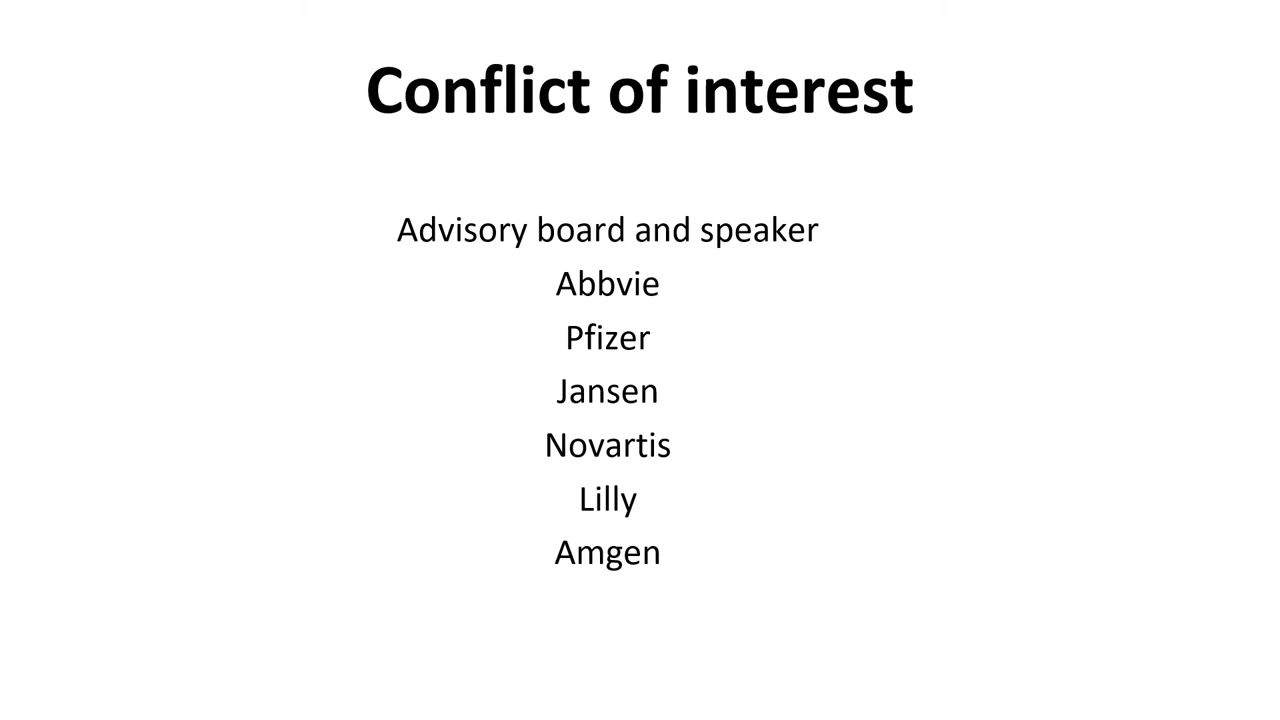 Conflict of interest
Advisory board and speaker
Abbvie
Pfizer
Jansen
Novartis
Lilly
Amgen